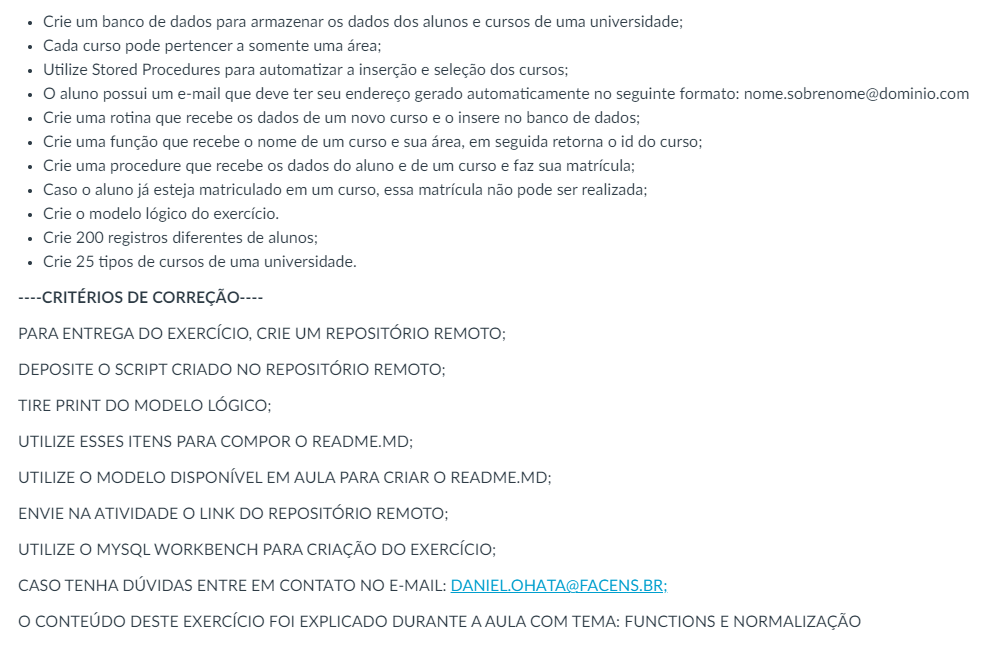 • Crie um banco de dados para armazenar os dados dos alunos e cursos de uma universidade;
• Cada curso pode pertencer a somente uma área;
• Utilize Stored Procedures para automatizar a inserção e seleção dos cursos;
• O aluno possui um e-mail que deve ter seu endereço gerado automaticamente no seguinte formato: nome.sobrenome@dominio.com
• Crie uma rotina que recebe os dados de um novo curso e o insere no banco de dados;
• Crie uma função que recebe o nome de um curso e sua área, em seguida retorna o id do curso;
• Crie uma procedure que recebe os dados do aluno e de um curso e faz sua matrícula;
• Caso o aluno já esteja matriculado em um curso, essa matrícula não pode ser realizada;
• Crie o modelo lógico do exercício.
• Crie 200 registros diferentes de alunos;
• Crie 25 tipos de cursos de uma universidade.
----CRITÉRIOS DE CORREÇÃO----
PARA ENTREGA DO EXERCÍCIO, CRIE UM REPOSITÓRIO REMOTO;
DEPOSITE O SCRIPT CRIADO NO REPOSITÓRIO REMOTO;
TIRE PRINT DO MODELO LÓGICO;
UTILIZE ESSES ITENS PARA COMPOR O README.MD;
UTILIZE O MODELO DISPONÍVEL EM AULA PARA CRIAR O README.MD;
ENVIE NA ATIVIDADE O LINK DO REPOSITÓRIO REMOTO;
UTILIZE O MYSQL WORKBENCH PARA CRIAÇÃO DO EXERCÍCIO;
CASO TENHA DÚVIDAS ENTRE EM CONTATO NO E-MAIL: DANIEL.OHATA@FACENS.BR;
O CONTEÚDO DESTE EXERCÍCIO FOI EXPLICADO DURANTE A AULA COM TEMA: FUNCTIONS E NORMALIZAÇÃO